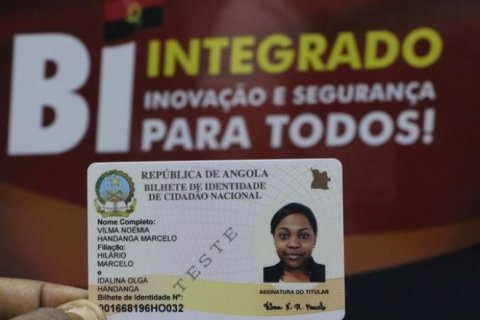 BI INTEGRADO
INOVAÇÃO E SEGURANÇA
PARA TODOS!
REPÚBLICA DE ANGOLA
BILHETE DE IDENTIDADE
DE CIDADÃO NACIONAL
Nome Completo:
VILMA NOÉMIA
HANDANGA MARCELO
Filiação:
HILÁRIO
MARCELO
e
IDALINA OLGA
HANDANGA
Bilhete de Identidade Nº:
001668196HO032
TESTE
ASSINATURA DO TITULAR